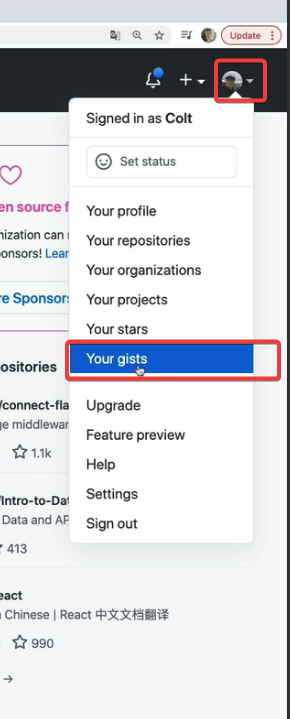 Update
Signed in as Colt
Set status
en source f
nization can
onsors! Lear
re Sponsors
Your profile
Your repositories
Your organizations
Your projects
Your stars
Your gists
ositories
Upgrade
/connect-fla
ge middlewar
Feature preview
1.1k
Help
Settings
/Intro-to-Dat
Data and AP
Sign out
413
eact
Chinese | React 中文文档翻译
990